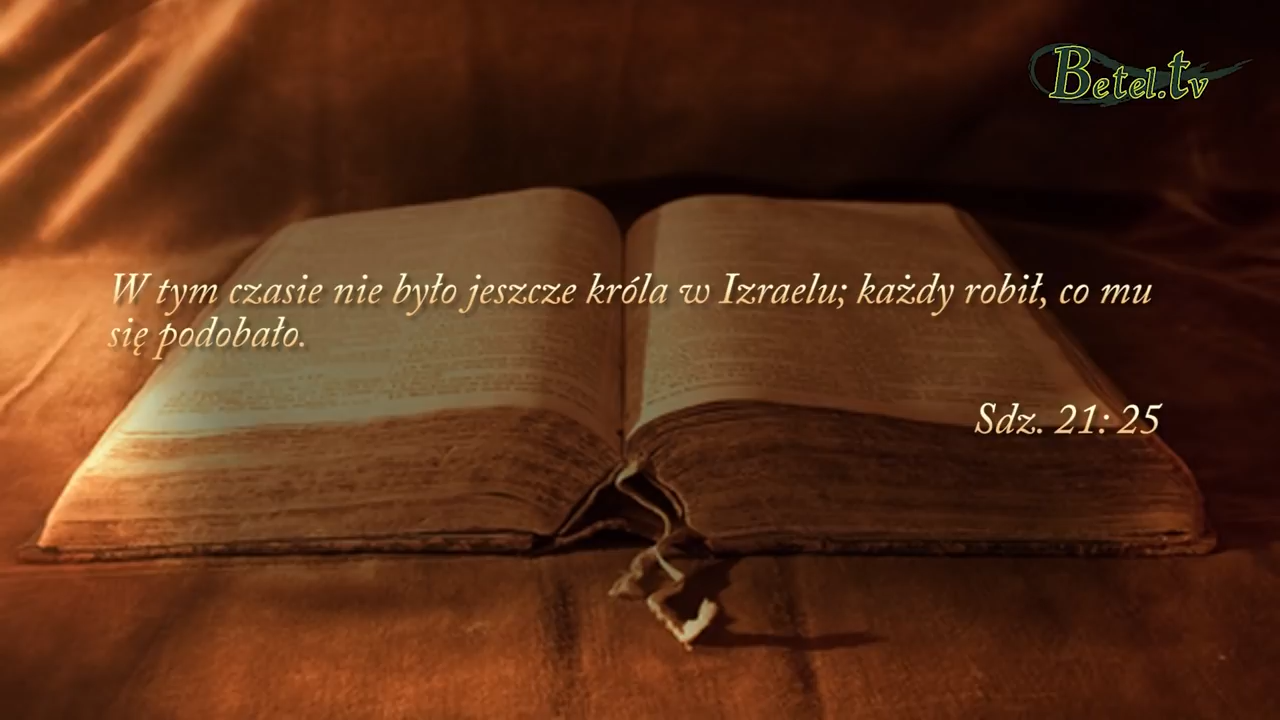 Betel.tv
W tym czasie nie było jeszcze króla w Izraelu; każdy robił, co mu
się podobało.
Sdz. 21: 25